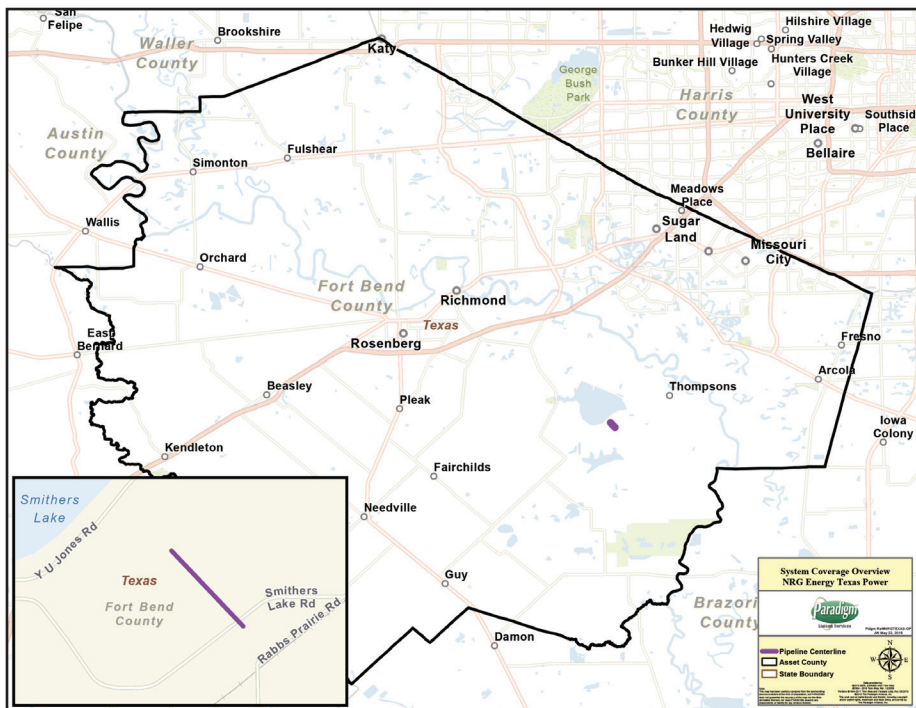 San
Felipe
Brookshire
Waller
County
Katy
Hilshire Village
Hedwig
Village
Spring Valley
Bunker Hill Village
Hunters Creek
Village
George
Bush
Park
Harris
County
West
University
Place
Southside
Place
Bellaire
Austin
County
Fulshear
Simonton
Wallis
Meadows
Place
Sugar
Land
Missouri
City
Orchard
Fort Bend
County
Richmond
Texas
Rosenberg
East
Bernard
Fresno
Arcola
Beasley
Pleak
Thompsons
Iowa
Colony
Kendleton
Fairchilds
Needville
Guy
Damon
Brazoria
County
Smithers
Lake
Y U Jones Rd
Texas
Fort Bend
County
Smithers
Lake Rd
Rabbs Prairie Rd
System Coverage Overview
NRG Energy Texas Power
Paradigm
Liaison Services
Pipeline Centerline
Asset County
State Boundary
N
W
E
S